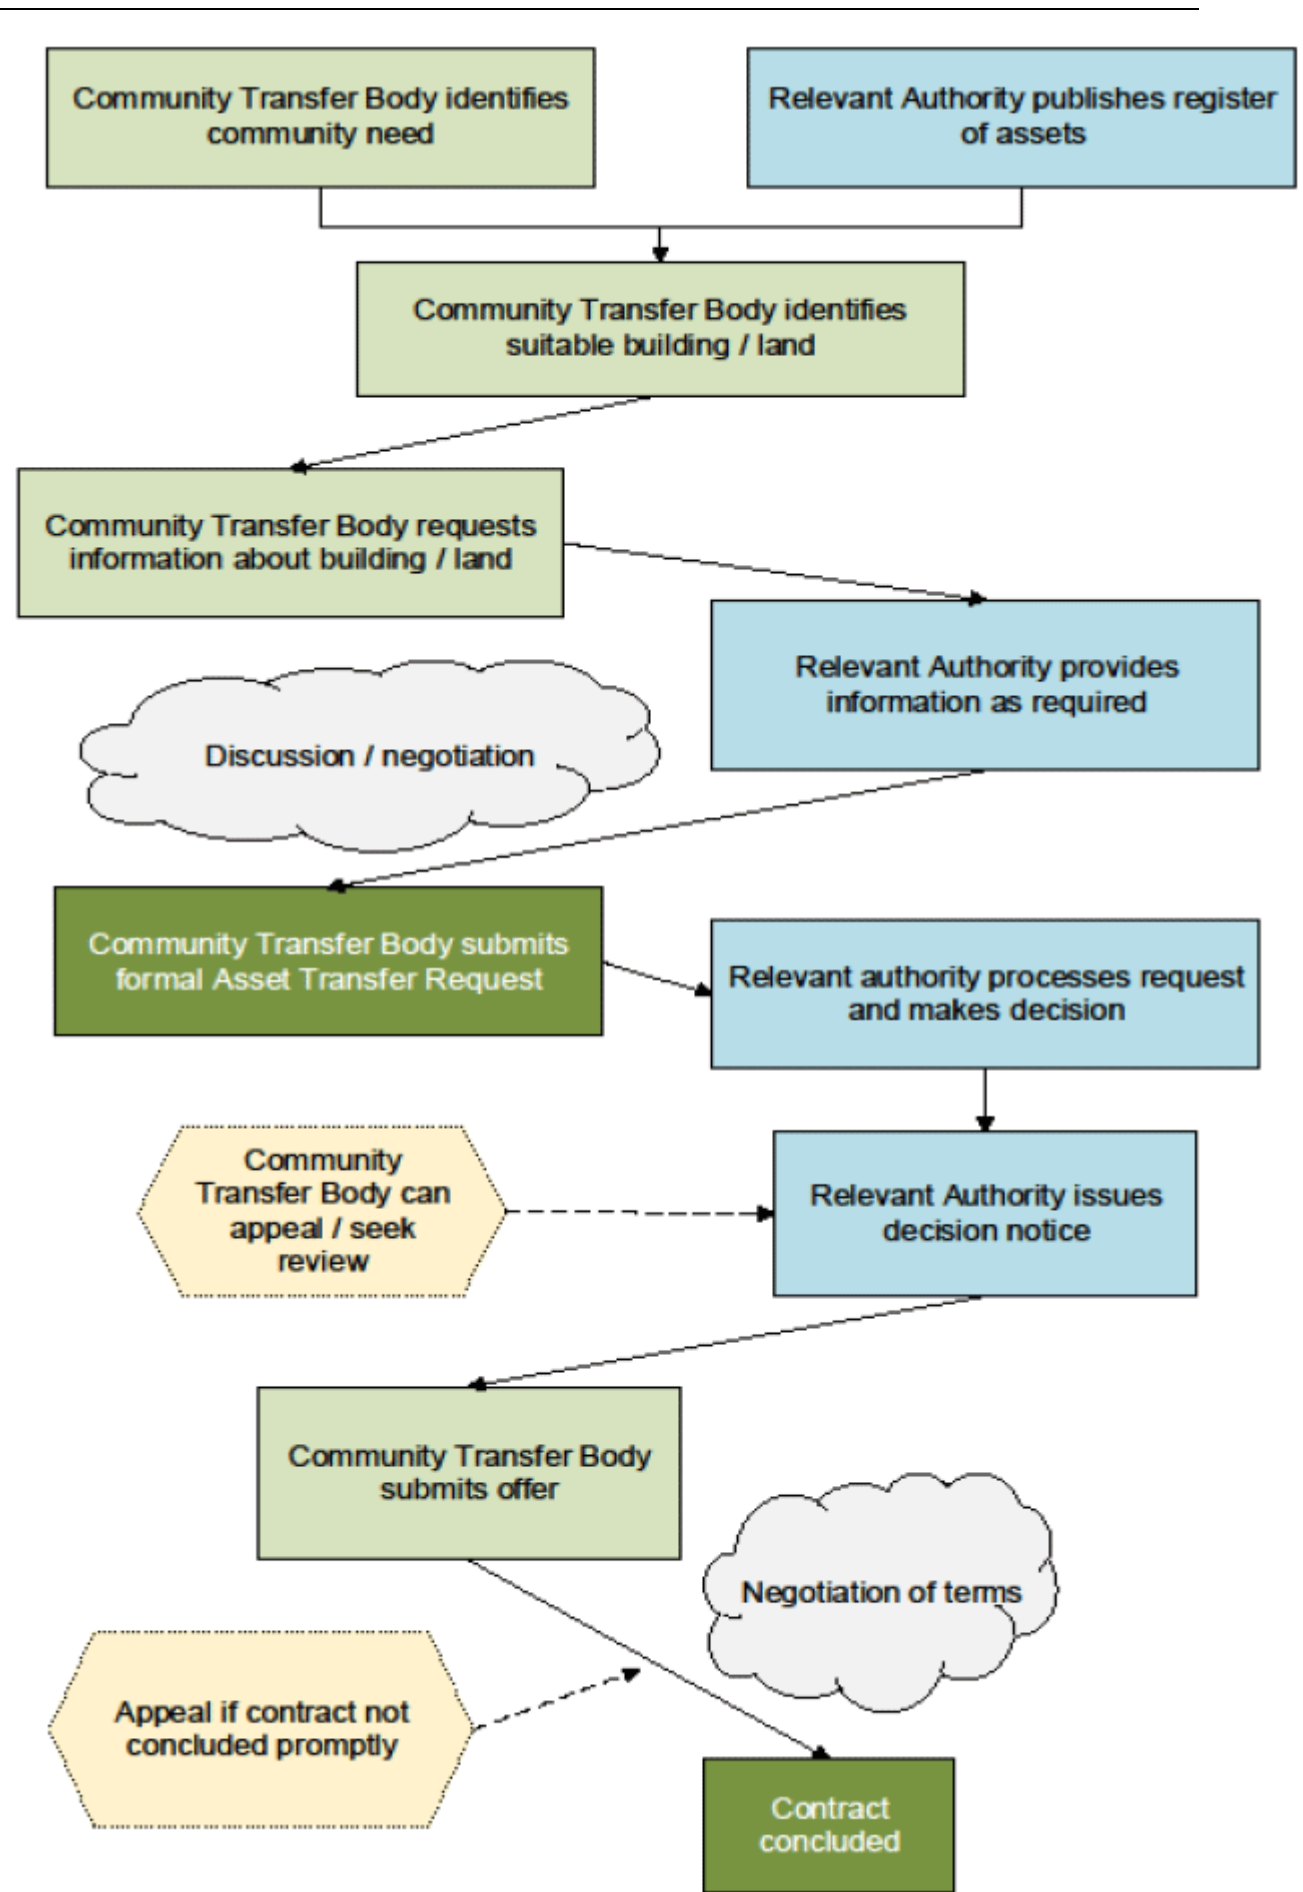 Community Transfer Body identifies
community need
Relevant Authority publishes register
of assets
Community Transfer Body identifies
suitable building / land
Community Transfer Body requests
information about building / land
Relevant Authority provides
information as required
Discussion / negotiation
Community Transfer Body submits
formal Asset Transfer Request
Relevant authority processes request
and makes decision
Community
Transfer Body can
appeal / seek
review
Relevant Authority issues
decision notice
Community Transfer Body
submits offer
Negotiation of terms
Appeal if contract not
concluded promptly
Contract
concluded